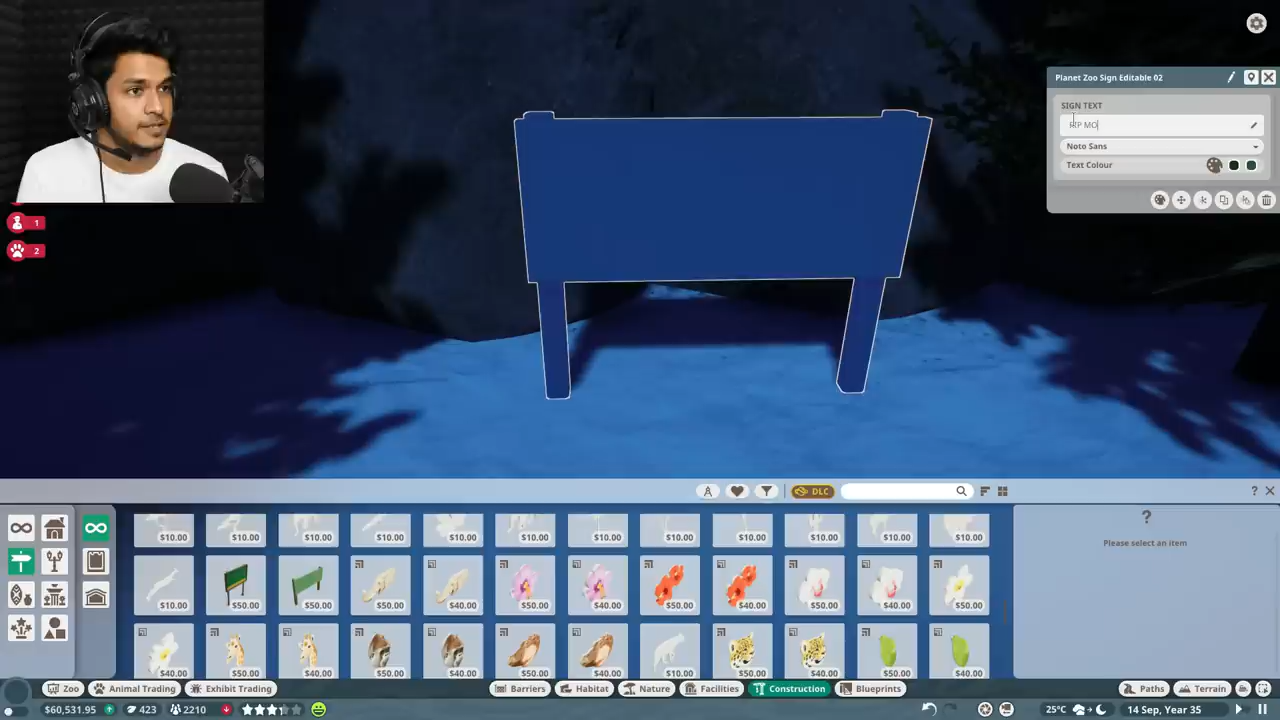 Planet Zoo Sign Editable 02
SIGN TEXT
RIP MO
Noto Sans
Text Colour
1
2
DLC
?
?
Please select an item
$10.00 $10.00 $10.00 $10.00 $10.00 $10.00 $10.00 $10.00 $10.00 $10.00 $10.00 $10.00
$10.00 $50.00 $50.00 $50.00 $40.00 $50.00 $40.00 $50.00 $40.00 $50.00 $40.00 $50.00
$40.00 $50.00 $40.00 $50.00 $40.00 $50.00 $40.00 $10.00 $50.00 $40.00 $50.00 $40.00
Zoo Animal Trading Exhibit Trading Barriers Habitat Nature Facilities Construction Blueprints Paths Terrain
$60,531.95 423 2210 25°C 14 Sep, Year 35